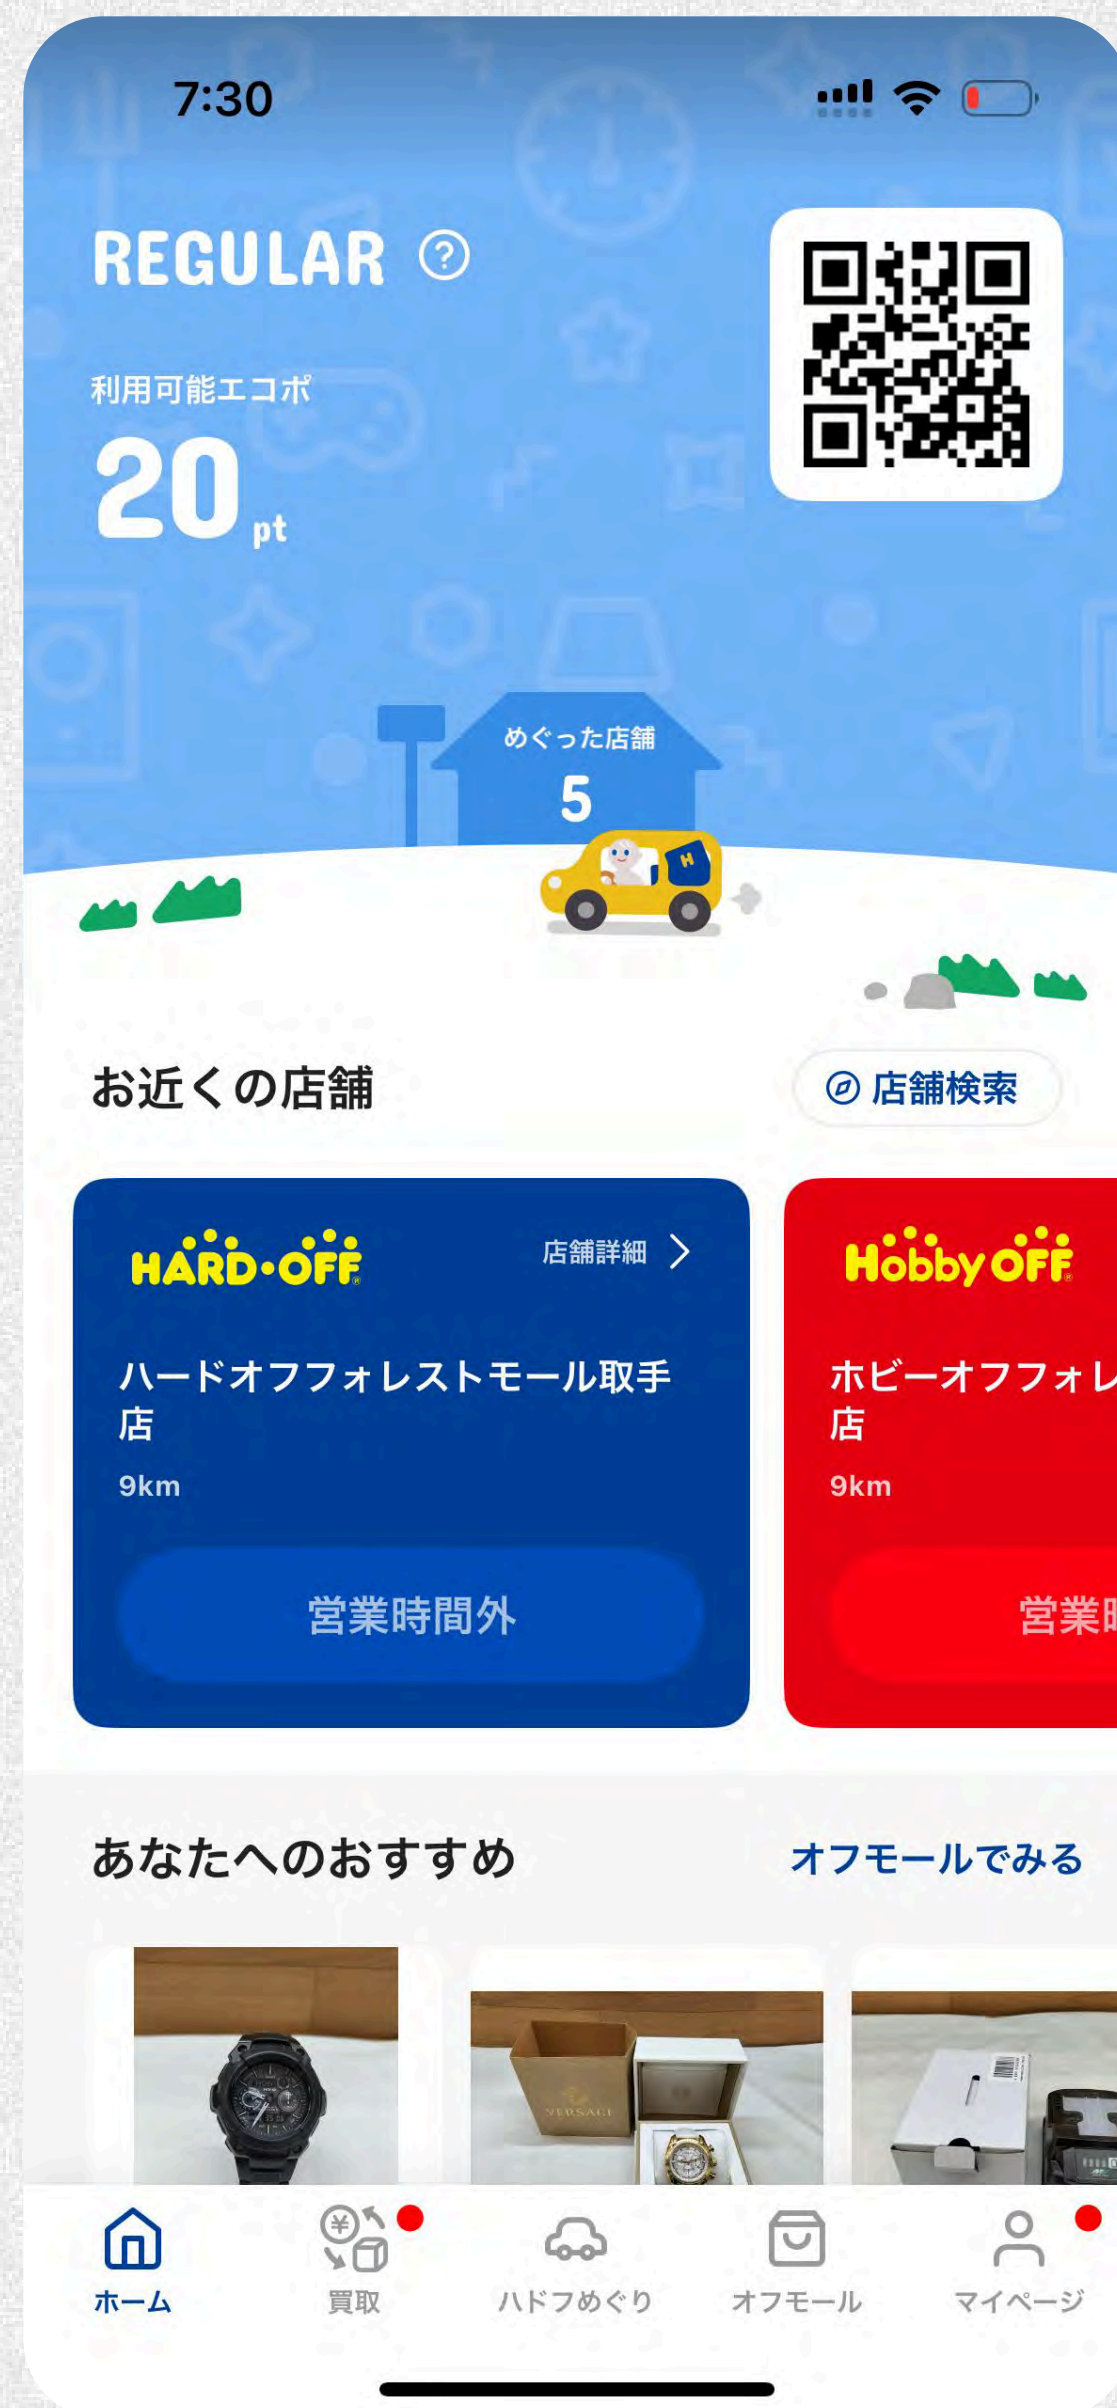 7:30
REGULAR ?
利用可能エコポ
20 pt
めぐった店舗
5
H
お近くの店舗
店舗検索
HARD・OFF
店舗詳細
ハードオフフォレストモール取手
店
9km
営業時間外
Hobby OFF
ホビーオフフォレ
店
9km
営業時
あなたへのおすすめ
オフモールでみる
VERSACE
ホーム
買取
ハドフめぐり
オフモール
マイページ